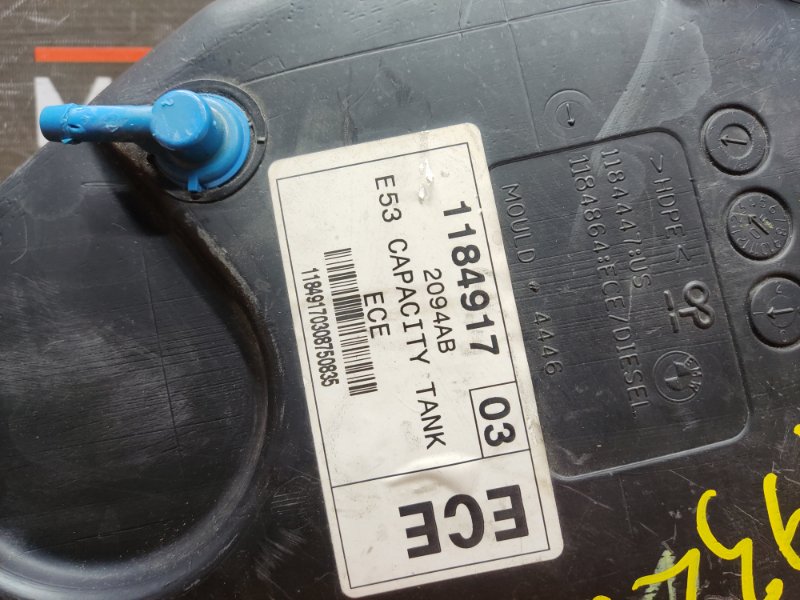 1184917 03
2094AB
E53 CAPACITY TANK
ECE
11849170308750835
ECE
>HDPE<
1184447:US
1184864:ECE/DIESEL
MOULD • 4446